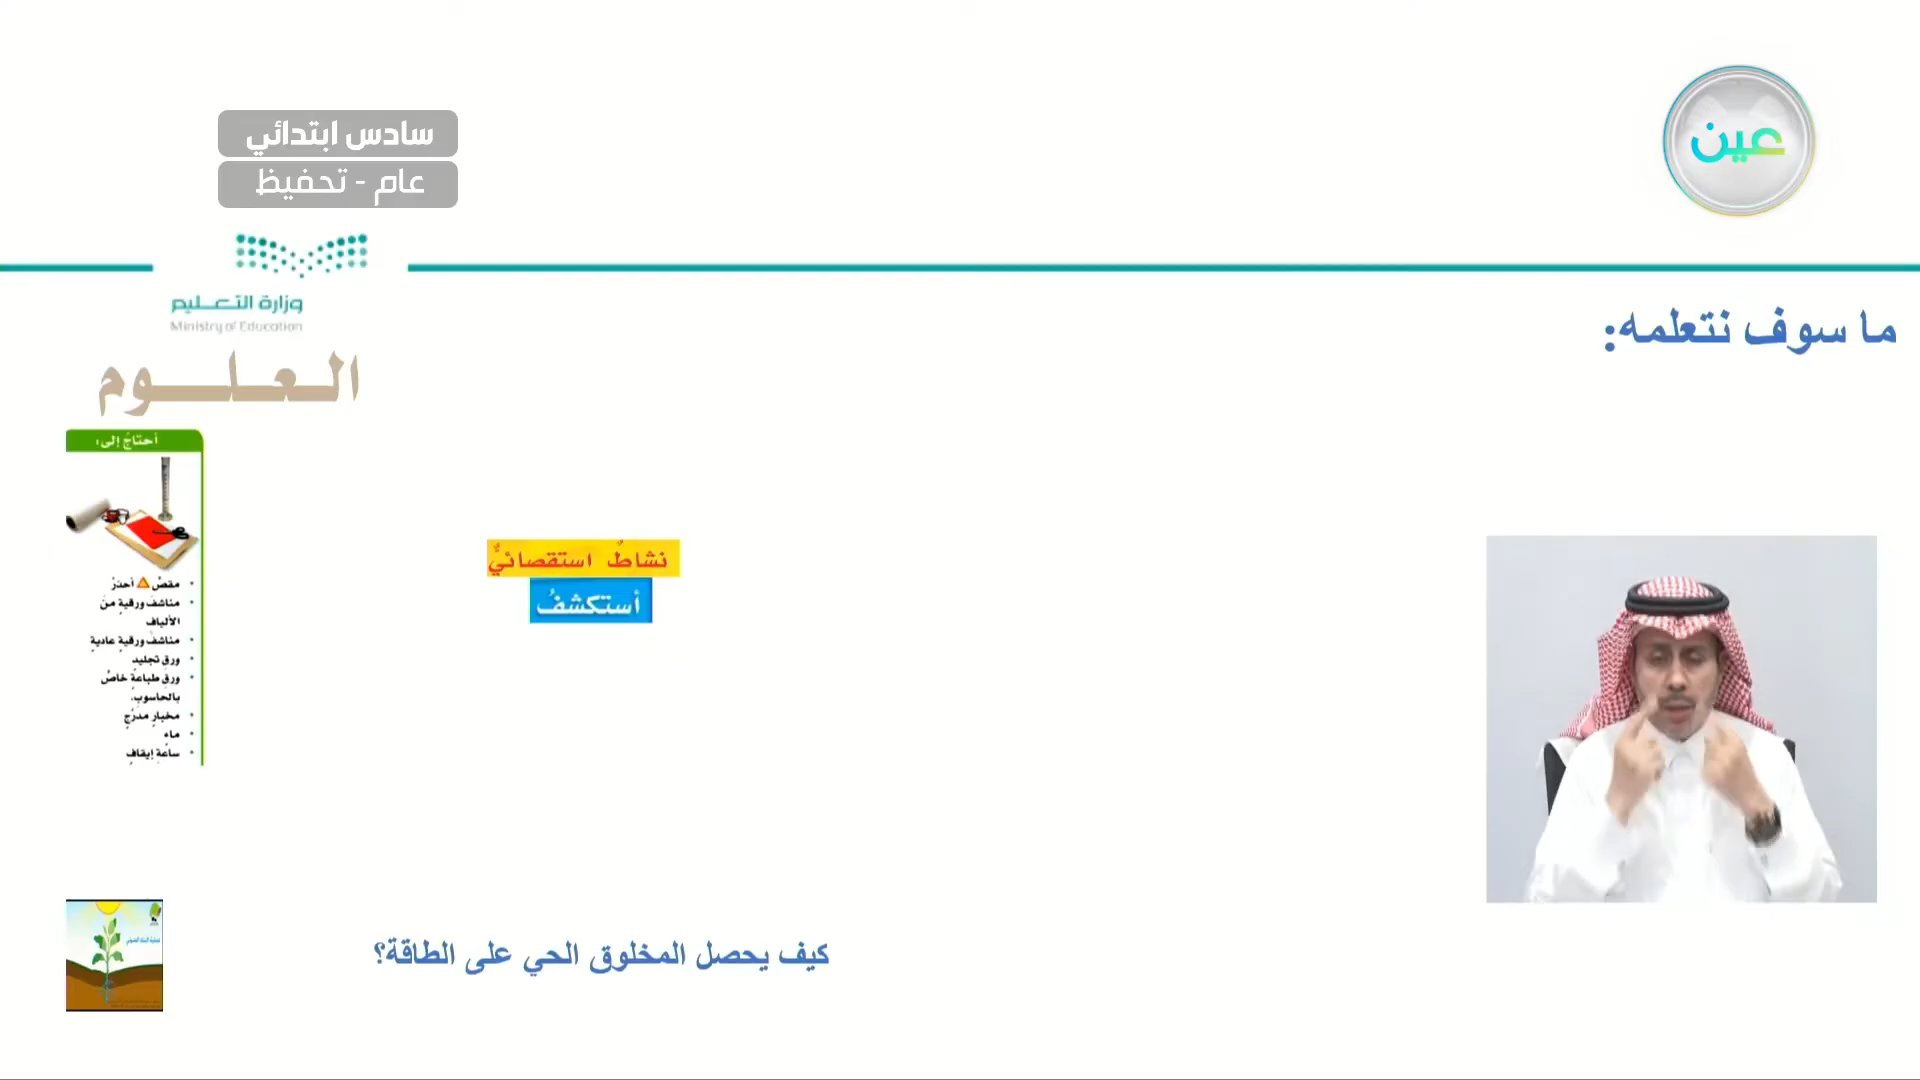 عين
سادس ابتدائي
عام - تحفيظ
وزارة التعليم
Ministry of Education
ما سوف نتعلمه:
العلوم
أحتاجُ إلى:
مقصٍّ أحذرُ
مناشفَ ورقيةٍ منَ
الأليافِ
مناشفَ ورقيةٍ عاديةٍ
ورقِ تجليدٍ
ورقِ طباعةٍ خاصٍّ
بالحاسوبِ.
مخبارٍ مدرَّجٍ
ماء
ساعةِ إيقافٍ
نشاطٌ استقصائيٌّ
أستكشفُ
كيف يحصل المخلوق الحي على الطاقة؟